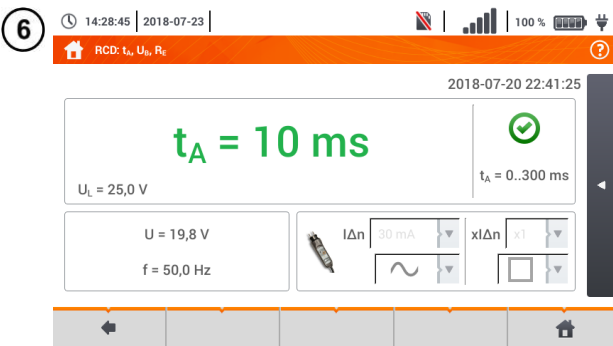 6
14:28:45 2018-07-23 100 %
RCD: tA, UB, RE ?
2018-07-20 22:41:25
tA = 10 ms
tA = 0..300 ms
UL = 25,0 V
U = 19,8 V
f = 50,0 Hz
IΔn 30 mA xIΔn x1